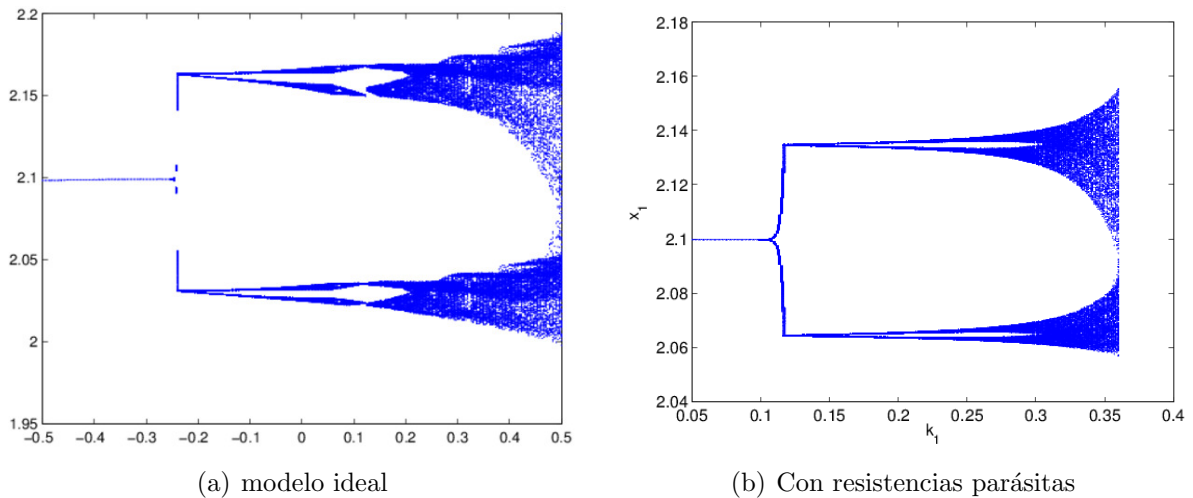 2.2
2.15
2.1
2.05
2
1.95
−0.5 −0.4 −0.3 −0.2 −0.1 0 0.1 0.2 0.3 0.4 0.5
(a) modelo ideal
2.18
2.16
2.14
2.12
2.1
2.08
2.06
2.04
x_1
0.05 0.1 0.15 0.2 0.25 0.3 0.35 0.4
k_1
(b) Con resistencias parásitas